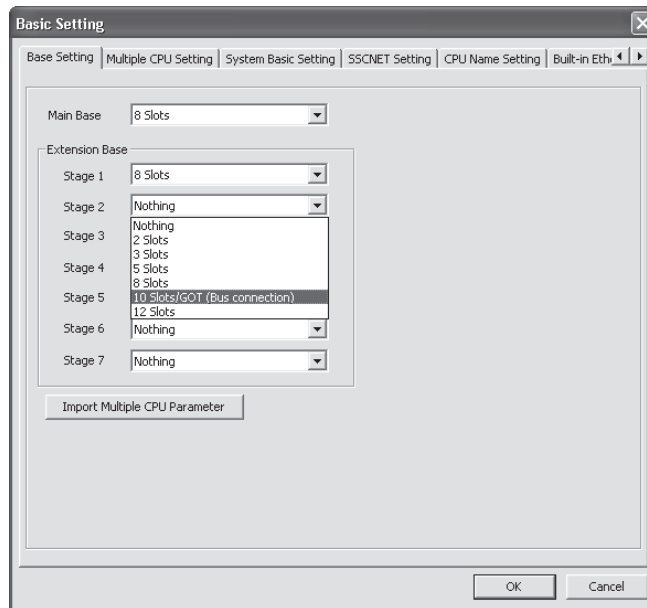 Basic Setting
Base Setting Multiple CPU Setting System Basic Setting SSCNET Setting CPU Name Setting Built-in Eth
Main Base 8 Slots
Extension Base
Stage 1 8 Slots
Stage 2 Nothing
Nothing
Stage 3 2 Slots
3 Slots
Stage 4 5 Slots
8 Slots
Stage 5 10 Slots/GOT (Bus connection)
12 Slots
Stage 6 Nothing
Stage 7 Nothing
Import Multiple CPU Parameter
OK Cancel